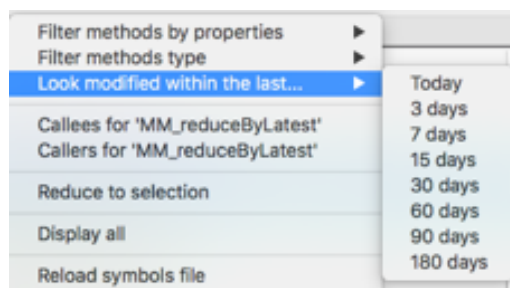 Filter methods by properties
Filter methods type
Look modified within the last...
Today
3 days
7 days
15 days
30 days
60 days
90 days
180 days
Callees for 'MM_reduceByLatest'
Callers for 'MM_reduceByLatest'
Reduce to selection
Display all
Reload symbols file